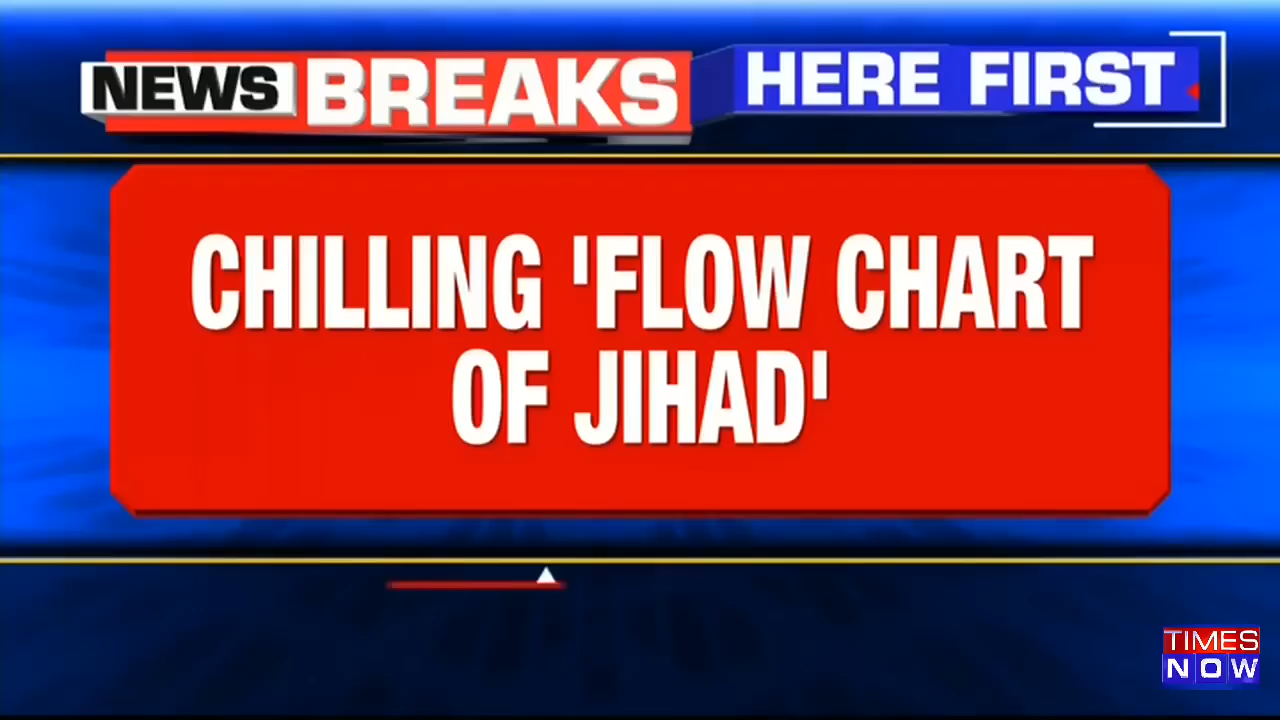 NEWS BREAKS HERE FIRST
CHILLING 'FLOW CHART
OF JIHAD'
TIMES
NOW